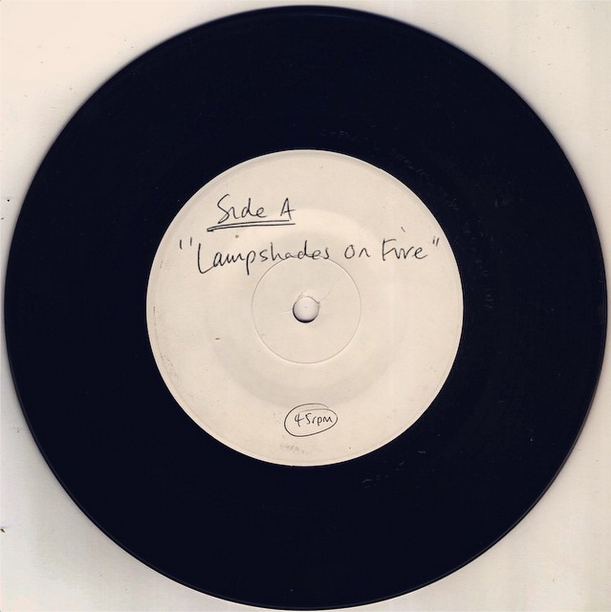 Side A
"Lampshades on Fire"
45rpm